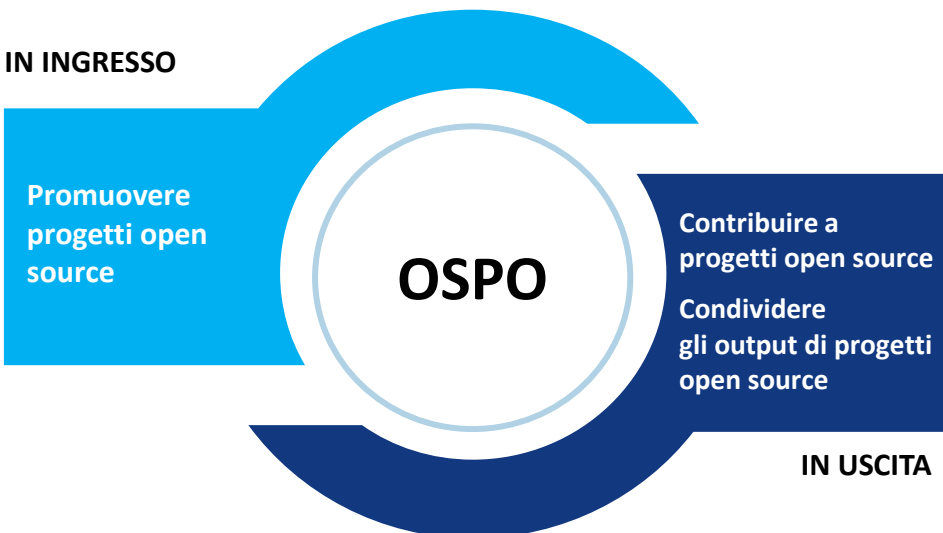 IN INGRESSO
Promuovere
progetti open
source
OSPO
Contribuire a
progetti open source
Condividere
gli output di progetti
open source
IN USCITA